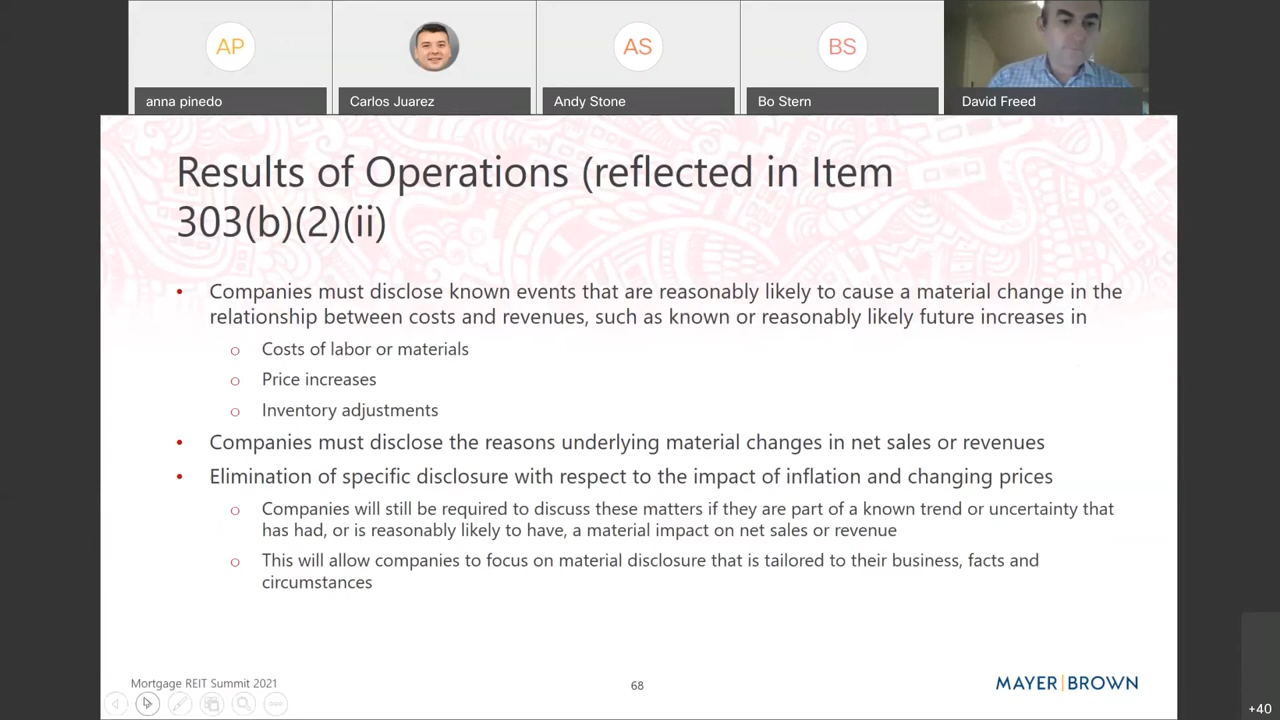 AP
AS
BS
anna pinedo
Carlos Juarez
Andy Stone
Bo Stern
David Freed
Results of Operations (reflected in Item
303(b)(2)(ii)
• Companies must disclose known events that are reasonably likely to cause a material change in the
relationship between costs and revenues, such as known or reasonably likely future increases in
o Costs of labor or materials
o Price increases
o Inventory adjustments
• Companies must disclose the reasons underlying material changes in net sales or revenues
• Elimination of specific disclosure with respect to the impact of inflation and changing prices
o Companies will still be required to discuss these matters if they are part of a known trend or uncertainty that
has had, or is reasonably likely to have, a material impact on net sales or revenue
o This will allow companies to focus on material disclosure that is tailored to their business, facts and
circumstances
Mortgage REIT Summit 2021
68
MAYER|BROWN
+40